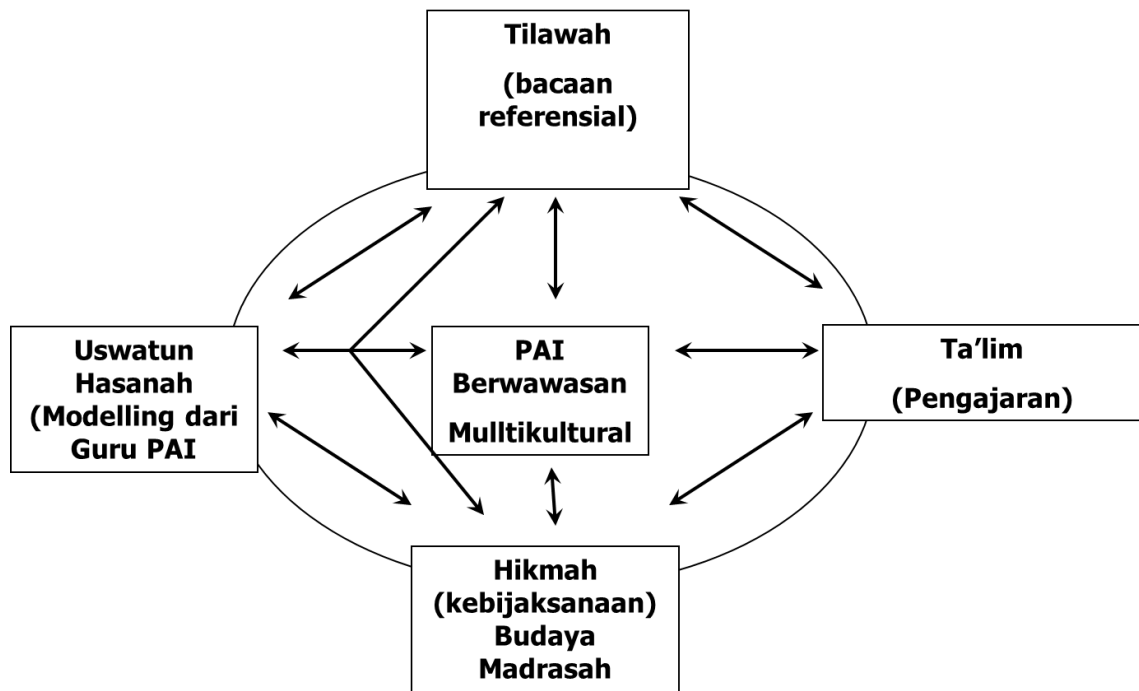 Tilawah
(bacaan
referensial)
Uswatun
Hasanah
(Modelling dari
Guru PAI
PAI
Berwawasan
Mulltikultural
Ta’lim
(Pengajaran)
Hikmah
(kebijaksanaan)
Budaya
Madrasah